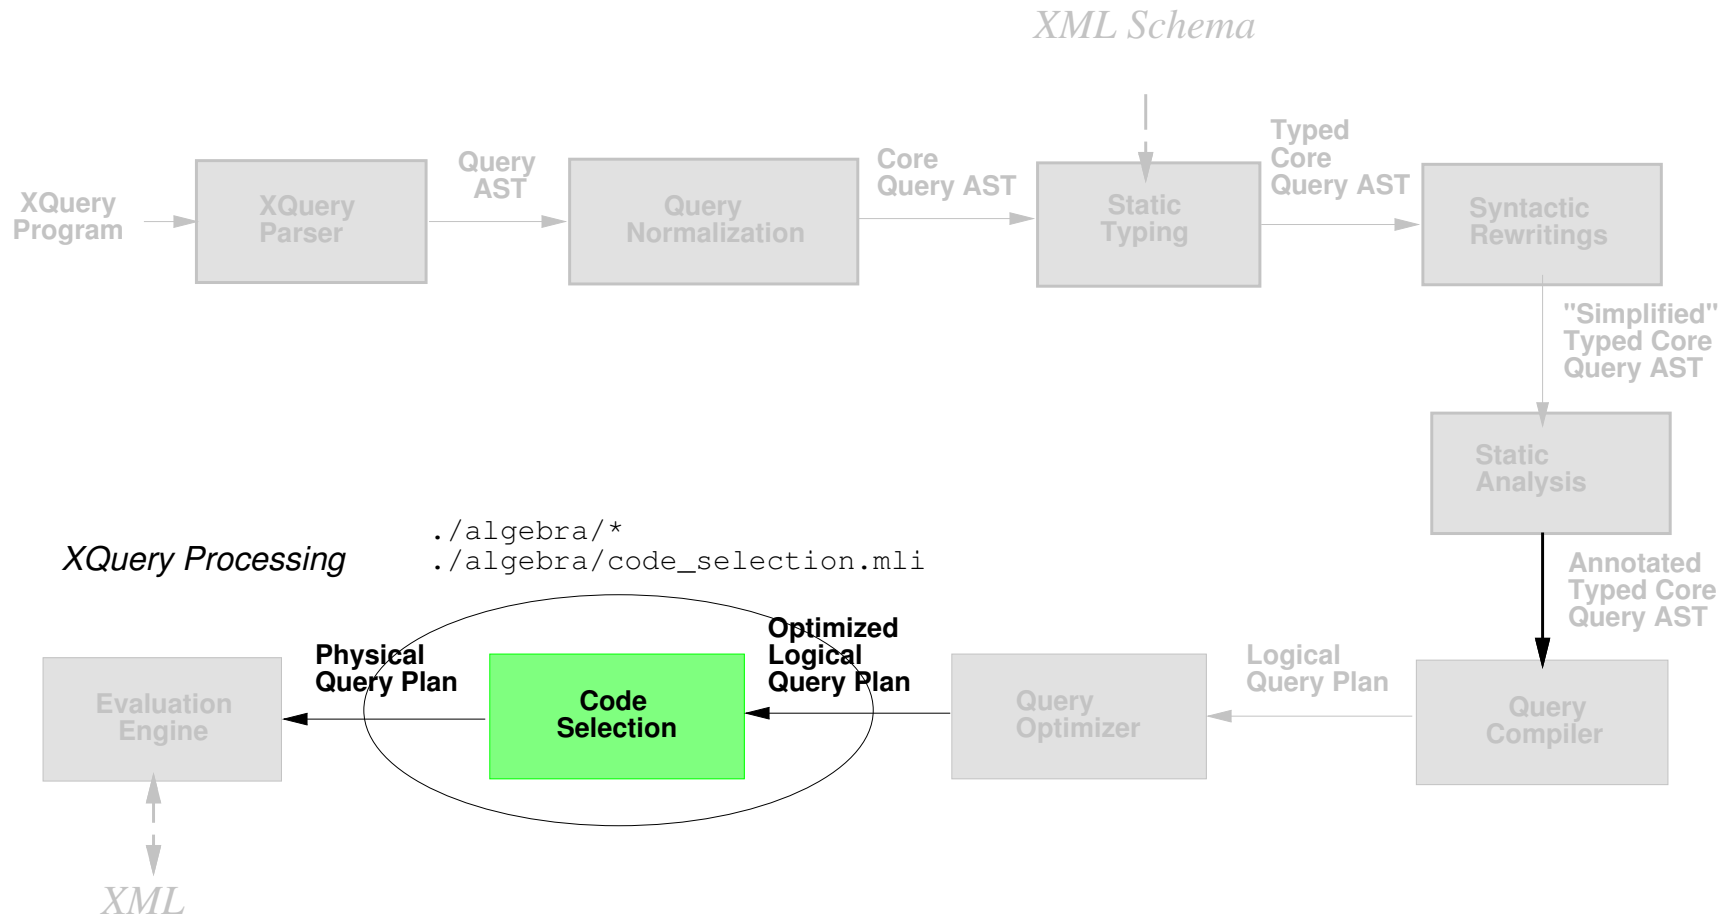 XML Schema
XQuery
Program
XQuery
Parser
Query
AST
Query
Normalization
Core
Query AST
Static
Typing
Typed
Core
Query AST
Syntactic
Rewritings
"Simplified"
Typed Core
Query AST
Static
Analysis
Annotated
Typed Core
Query AST
XQuery Processing
./algebra/*
./algebra/code_selection.mli
Evaluation
Engine
Physical
Query Plan
Code
Selection
Optimized
Logical
Query Plan
Query
Optimizer
Logical
Query Plan
Query
Compiler
XML